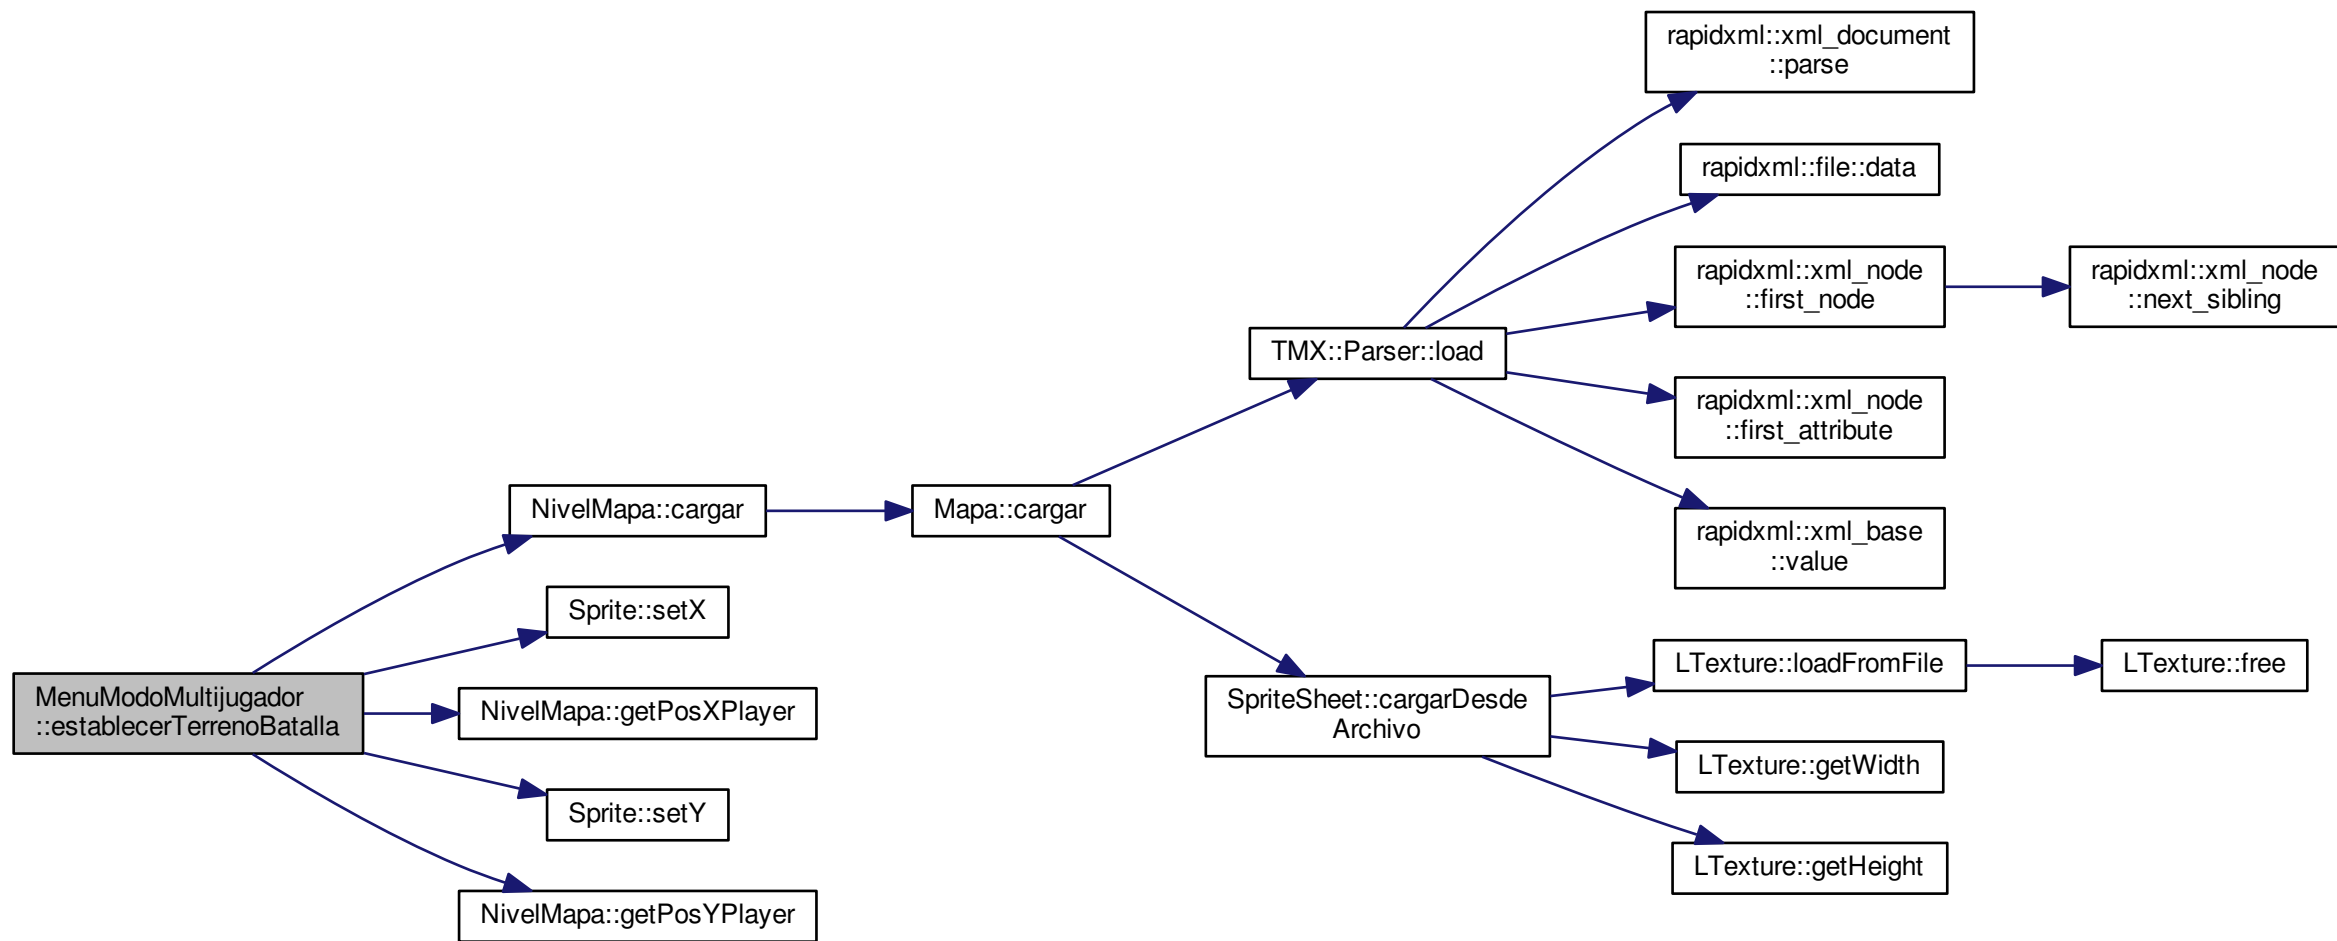 rapidxml::xml_document
::parse
rapidxml::file::data
rapidxml::xml_node
::first_node
rapidxml::xml_node
::next_sibling
TMX::Parser::load
rapidxml::xml_node
::first_attribute
NivelMapa::cargar
Mapa::cargar
rapidxml::xml_base
::value
Sprite::setX
LTexture::loadFromFile
LTexture::free
MenuModoMultijugador
::establecerTerrenoBatalla
NivelMapa::getPosXPlayer
SpriteSheet::cargarDesde
Archivo
LTexture::getWidth
Sprite::setY
LTexture::getHeight
NivelMapa::getPosYPlayer